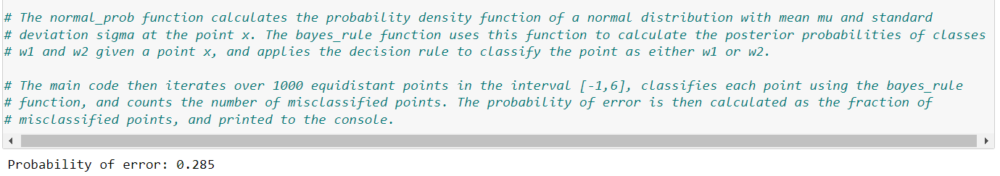 # The normal_prob function calculates the probability density function of a normal distribution with mean mu and standard
# deviation sigma at the point x. The bayes_rule function uses this function to calculate the posterior probabilities of classes
# w1 and w2 given a point x, and applies the decision rule to classify the point as either w1 or w2.
# The main code then iterates over 1000 equidistant points in the interval [-1,6], classifies each point using the bayes_rule
# function, and counts the number of misclassified points. The probability of error is then calculated as the fraction of
# misclassified points, and printed to the console.
Probability of error: 0.285